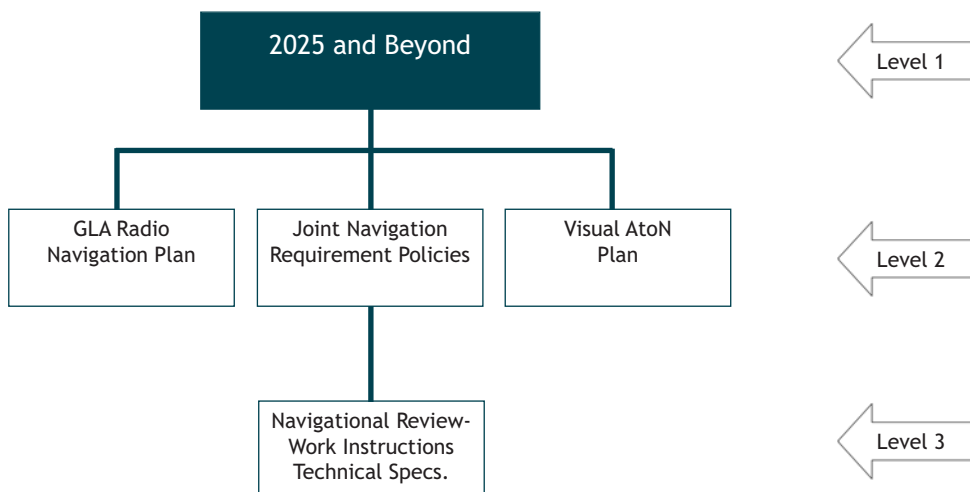 2025 and Beyond
Level 1
GLA Radio
Navigation Plan
Joint Navigation
Requirement Policies
Visual AtoN
Plan
Level 2
Navigational Review-
Work Instructions
Technical Specs.
Level 3